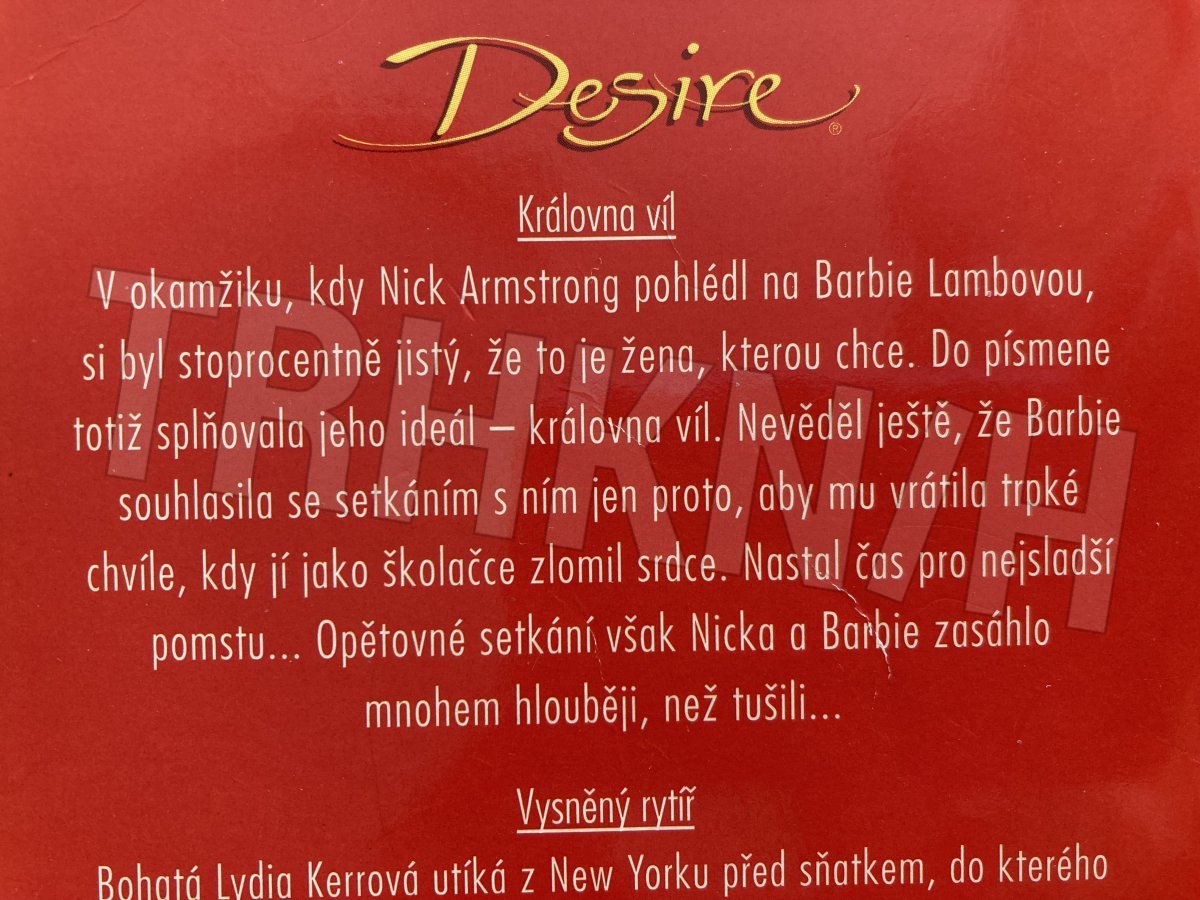 Desire
Královna víl
V okamžiku, kdy Nick Armstrong pohlédl na Barbie Lambovou,
si byl stoprocentně jistý, že to je žena, kterou chce. Do písmene
totiž splňovala jeho ideál – královna víl. Nevěděl ještě, že Barbie
souhlasila se setkáním s ním jen proto, aby mu vrátila trpké
chvíle, kdy jí jako školačce zlomil srdce. Nastal čas pro nejsladší
pomstu... Opětovné setkání však Nicka a Barbie zasáhlo
mnohem hlouběji, než tušili...
Vysněný rytíř
Bohatá Lydia Kerrová utíká z New Yorku před sňatkem, do kterého
TRHKNIH